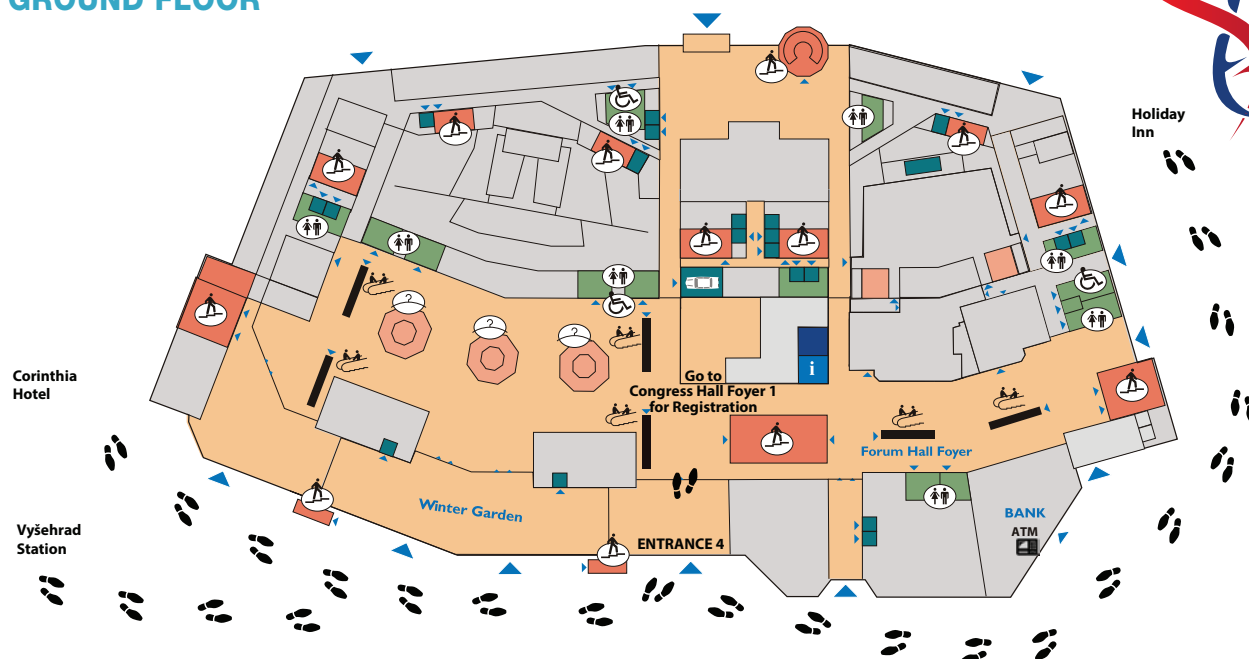 GROUND FLOOR
Holiday
Inn
Corinthia
Hotel
Go to
Congress Hall Foyer 1
for Registration
i
Forum Hall Foyer
Winter Garden
BANK
ATM
Vyšehrad
Station
ENTRANCE 4